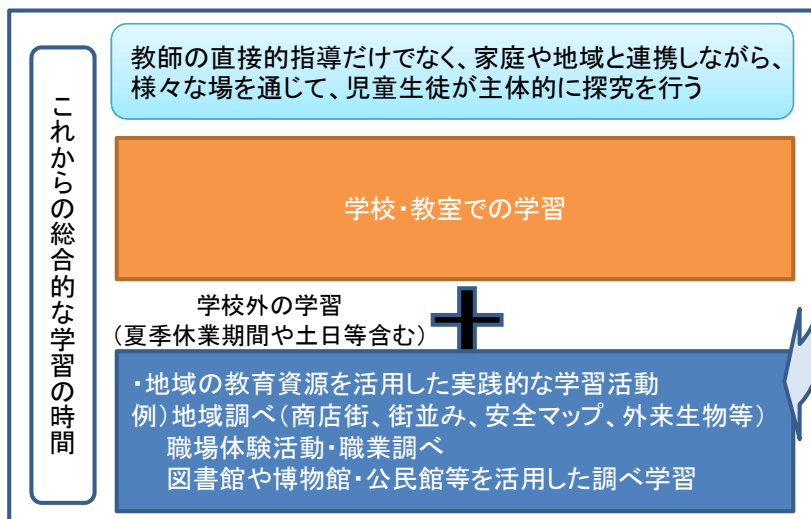 これからの総合的な学習の時間
教師の直接的指導だけでなく、家庭や地域と連携しながら、
様々な場を通じて、児童生徒が主体的に探究を行う
学校・教室での学習
学校外の学習
（夏季休業期間や土日等含む）
・地域の教育資源を活用した実践的な学習活動
例）地域調べ（商店街、街並み、安全マップ、外来生物等）
職場体験活動・職業調べ
図書館や博物館・公民館等を活用した調べ学習